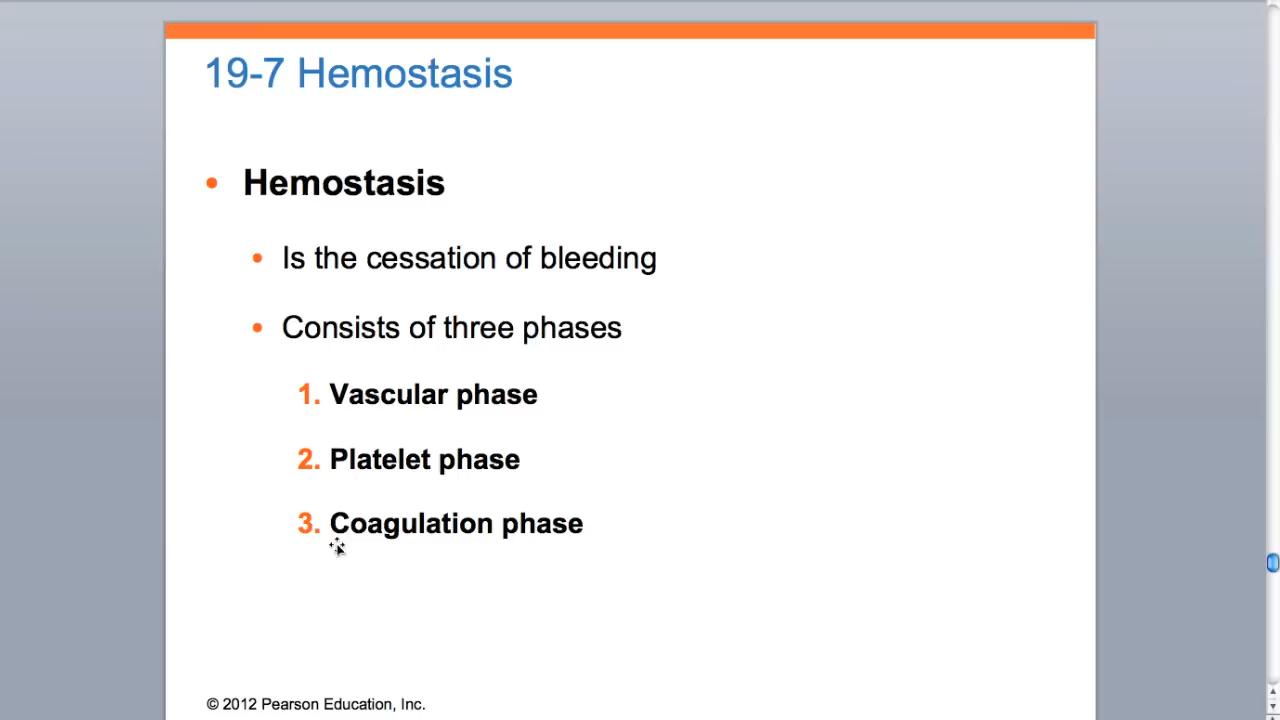 19-7 Hemostasis
• Hemostasis
• Is the cessation of bleeding
• Consists of three phases
1. Vascular phase
2. Platelet phase
3. Coagulation phase
© 2012 Pearson Education, Inc.